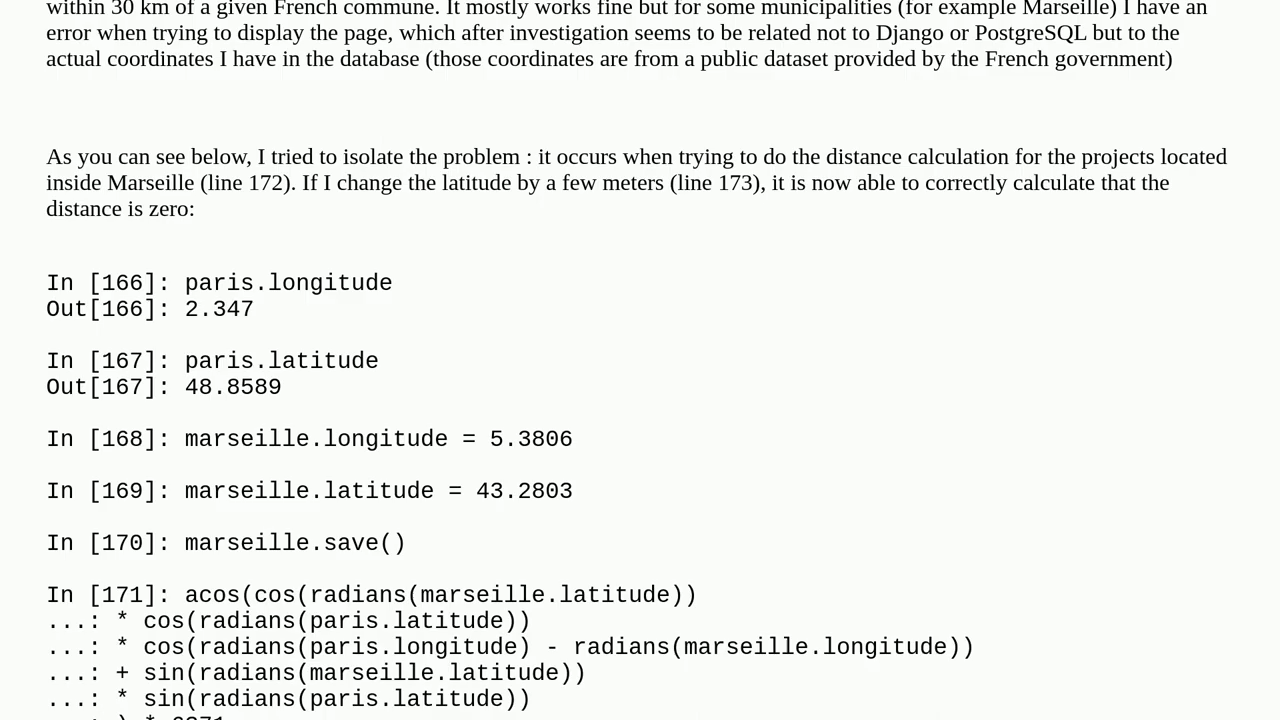 within 30 km of a given French commune. It mostly works fine but for some municipalities (for example Marseille) I have an
error when trying to display the page, which after investigation seems to be related not to Django or PostgreSQL but to the
actual coordinates I have in the database (those coordinates are from a public dataset provided by the French government)
As you can see below, I tried to isolate the problem : it occurs when trying to do the distance calculation for the projects located
inside Marseille (line 172). If I change the latitude by a few meters (line 173), it is now able to correctly calculate that the
distance is zero:
In [166]: paris.longitude
Out[166]: 2.347
In [167]: paris.latitude
Out[167]: 48.8589
In [168]: marseille.longitude = 5.3806
In [169]: marseille.latitude = 43.2803
In [170]: marseille.save()
In [171]: acos(cos(radians(marseille.latitude))
...: * cos(radians(paris.latitude))
...: * cos(radians(paris.longitude) - radians(marseille.longitude))
...: + sin(radians(marseille.latitude))
...: * sin(radians(paris.latitude))
...: ) * 6371